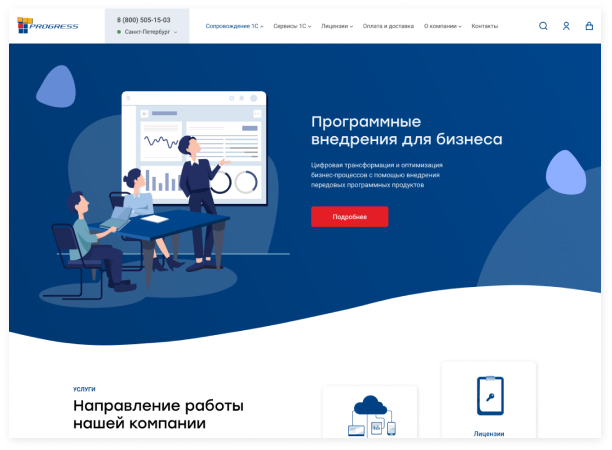 PROGRESS
8 (800) 505-15-03
Санкт-Петербург
Сопровождение 1С
Сервисы 1С
Лицензии
Оплата и доставка
О компании
Контакты
Программные
внедрения для бизнеса
Цифровая трансформация и оптимизация
бизнес-процессов с помощью внедрения
передовых программных продуктов
Подробнее
УСЛУГИ
Направление работы
нашей компании
Лицензии